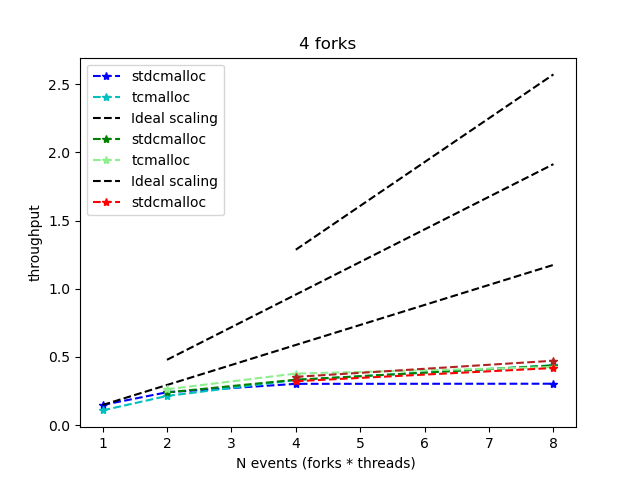 4 forks
stdcmalloc
tcmalloc
Ideal scaling
stdcmalloc
tcmalloc
Ideal scaling
stdcmalloc
throughput
2.5
2.0
1.5
1.0
0.5
0.0
1 2 3 4 5 6 7 8
N events (forks * threads)